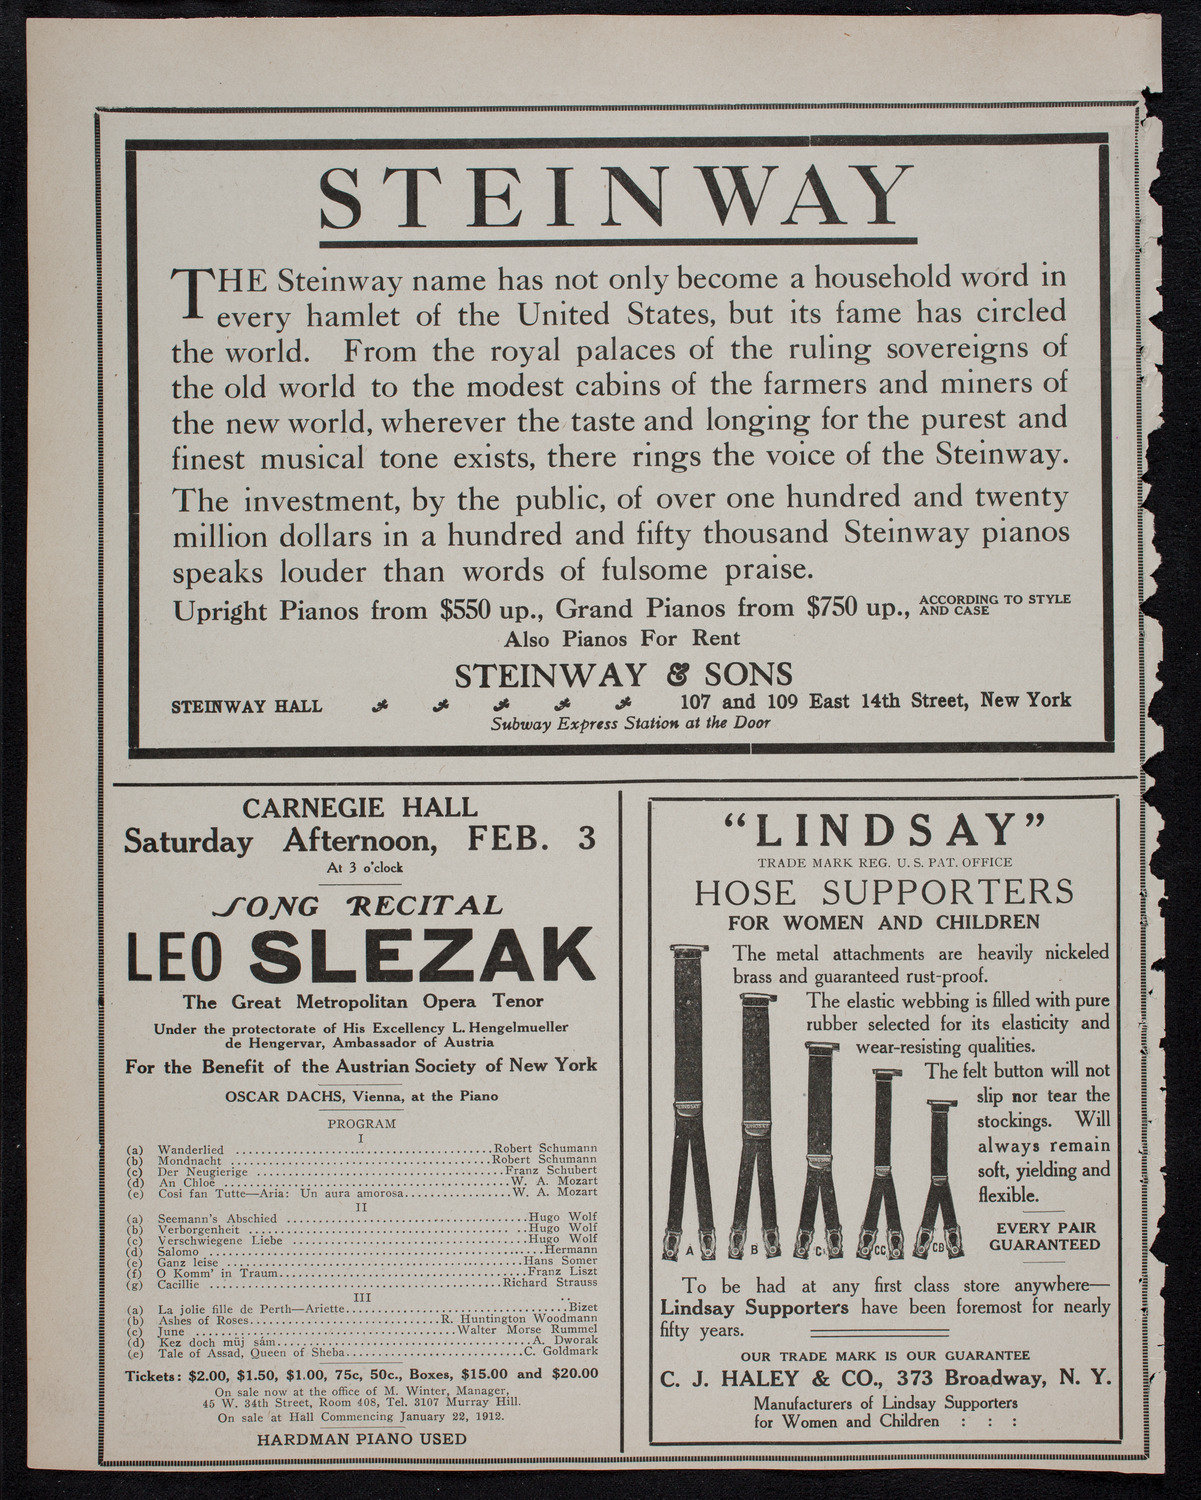 STEINWAY
THE Steinway name has not only become a household word in
every hamlet of the United States, but its fame has circled
the world. From the royal palaces of the ruling sovereigns of
the old world to the modest cabins of the farmers and miners of
the new world, wherever the taste and longing for the purest and
finest musical tone exists, there rings the voice of the Steinway.
The investment, by the public, of over one hundred and twenty
million dollars in a hundred and fifty thousand Steinway pianos
speaks louder than words of fulsome praise.
Upright Pianos from $550 up., Grand Pianos from $750 up., ACCORDING TO STYLE AND CASE
Also Pianos For Rent
STEINWAY & SONS
STEINWAY HALL 107 and 109 East 14th Street, New York
Subway Express Station at the Door
CARNEGIE HALL
Saturday Afternoon, FEB. 3
At 3 o'clock
SONG RECITAL
LEO SLEZAK
The Great Metropolitan Opera Tenor
Under the protectorate of His Excellency L. Hengelmueller
de Hengervar, Ambassador of Austria
For the Benefit of the Austrian Society of New York
OSCAR DACHS, Vienna, at the Piano
PROGRAM
I
(a) Wanderlied ........ Robert Schumann
(b) Mondnacht ........ Robert Schumann
(c) Der Neugierige ........ Franz Schubert
(d) An Chloe ........ W. A. Mozart
(e) Cosi fan Tutte—Aria: Un aura amorosa ........ W. A. Mozart
II
(a) Seemann's Abschied ........ Hugo Wolf
(b) Verborgenheit ........ Hugo Wolf
(c) Verschwiegene Liebe ........ Hugo Wolf
(d) Salomo ........ Hermann
(e) Ganz leise ........ Hans Somer
(f) O Komm' in Traum ........ Franz Liszt
(g) Cacillie ........ Richard Strauss
III
(a) La jolie fille de Perth—Ariette ........ Bizet
(b) Ashes of Roses ........ R. Huntington Woodmann
(c) June ........ Walter Morse Rummel
(d) Kez doch můj sám ........ A. Dworak
(e) Tale of Assad, Queen of Sheba ........ C. Goldmark
Tickets: $2.00, $1.50, $1.00, 75c, 50c., Boxes, $15.00 and $20.00
On sale now at the office of M. Winter, Manager,
45 W. 34th Street, Room 408, Tel. 3107 Murray Hill.
On sale at Hall Commencing January 22, 1912.
HARDMAN PIANO USED
"LINDSAY"
TRADE MARK REG. U. S. PAT. OFFICE
HOSE SUPPORTERS
FOR WOMEN AND CHILDREN
The metal attachments are heavily nickeled
brass and guaranteed rust-proof.
The elastic webbing is filled with pure
rubber selected for its elasticity and
wear-resisting qualities.
The felt button will not
slip nor tear the
stockings. Will
always remain
soft, yielding and
flexible.
EVERY PAIR
GUARANTEED
LINDSAY
LINDSAY
A B C CC CB
To be had at any first class store anywhere—
Lindsay Supporters have been foremost for nearly
fifty years.
OUR TRADE MARK IS OUR GUARANTEE
C. J. HALEY & CO., 373 Broadway, N. Y.
Manufacturers of Lindsay Supporters
for Women and Children : : :